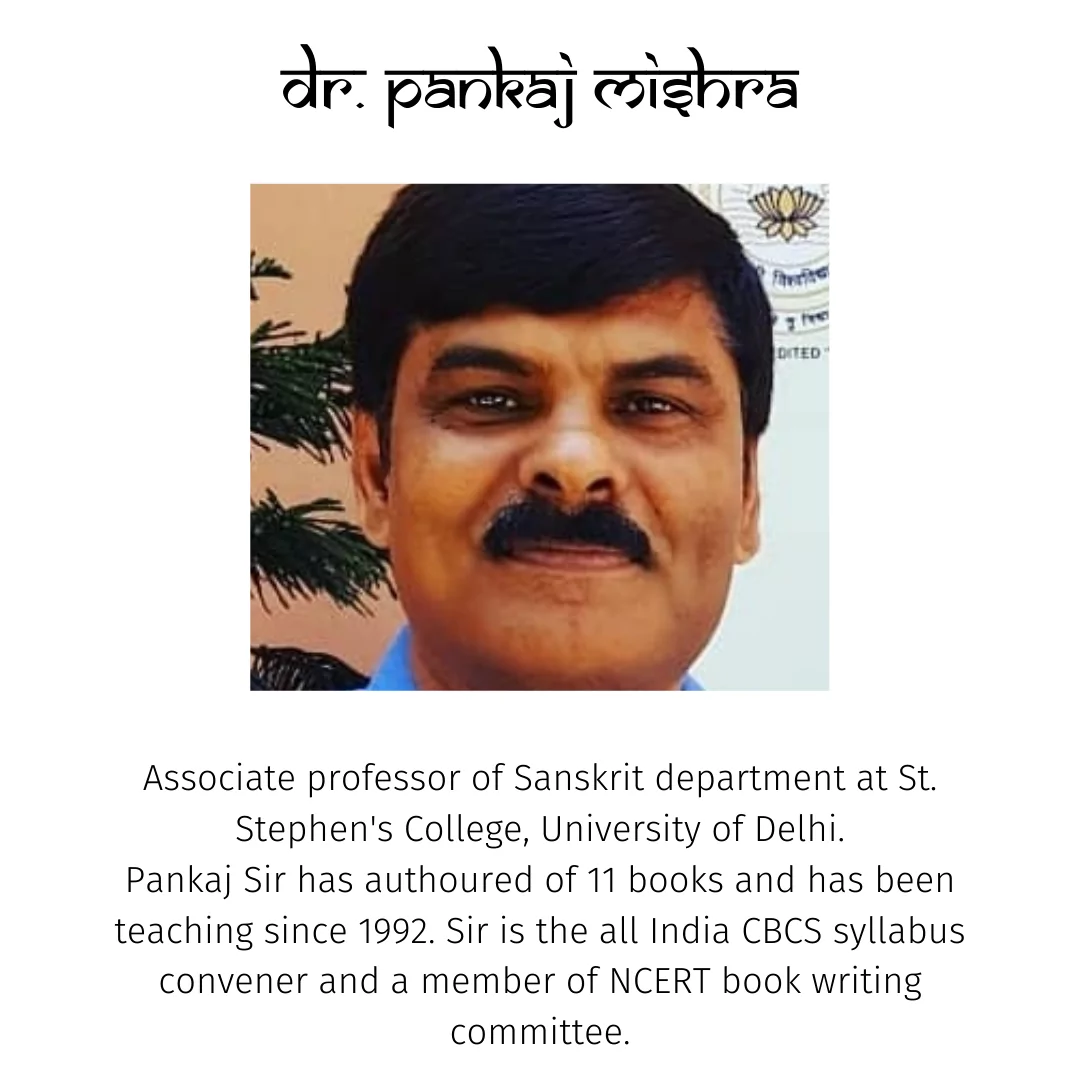 dr. pankaj mishra
विश्वविद्या
DITED
Associate professor of Sanskrit department at St.
Stephen's College, University of Delhi.
Pankaj Sir has authoured of 11 books and has been
teaching since 1992. Sir is the all India CBCS syllabus
convener and a member of NCERT book writing
committee.